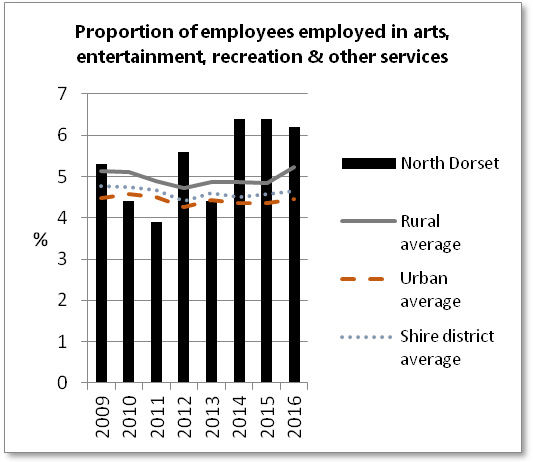 Proportion of employees employed in arts,
entertainment, recreation & other services
7
6
5
4
3
2
1
0
%
2009
2010
2011
2012
2013
2014
2015
2016
North Dorset
Rural
average
Urban
average
Shire district
average